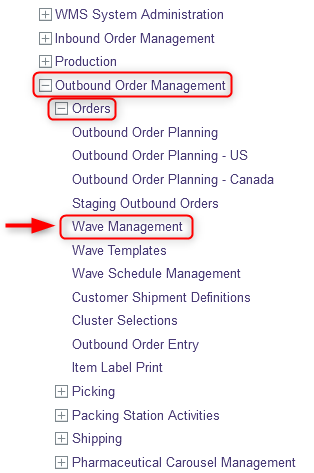 WMS System Administration
Inbound Order Management
Production
Outbound Order Management
Orders
Outbound Order Planning
Outbound Order Planning - US
Outbound Order Planning - Canada
Staging Outbound Orders
Wave Management
Wave Templates
Wave Schedule Management
Customer Shipment Definitions
Cluster Selections
Outbound Order Entry
Item Label Print
Picking
Packing Station Activities
Shipping
Pharmaceutical Carousel Management